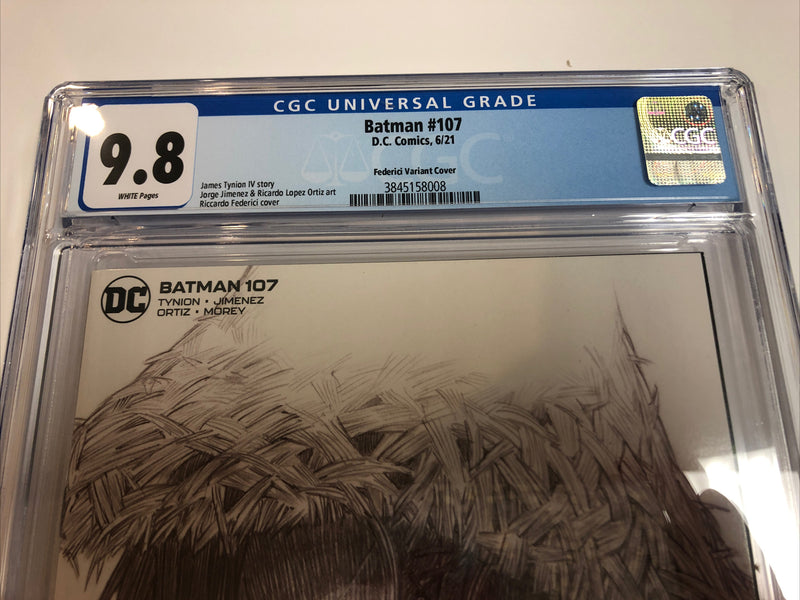 CGC UNIVERSAL GRADE
9.8
WHITE Pages
Batman #107
D.C. Comics, 6/21
Federici Variant Cover
James Tynion IV story
Jorge Jimenez & Ricardo Lopez Ortiz art
Riccardo Federici cover
3845158008
CGC
CGC
DC
BATMAN 107
TYNION • JIMENEZ
ORTIZ • MOREY